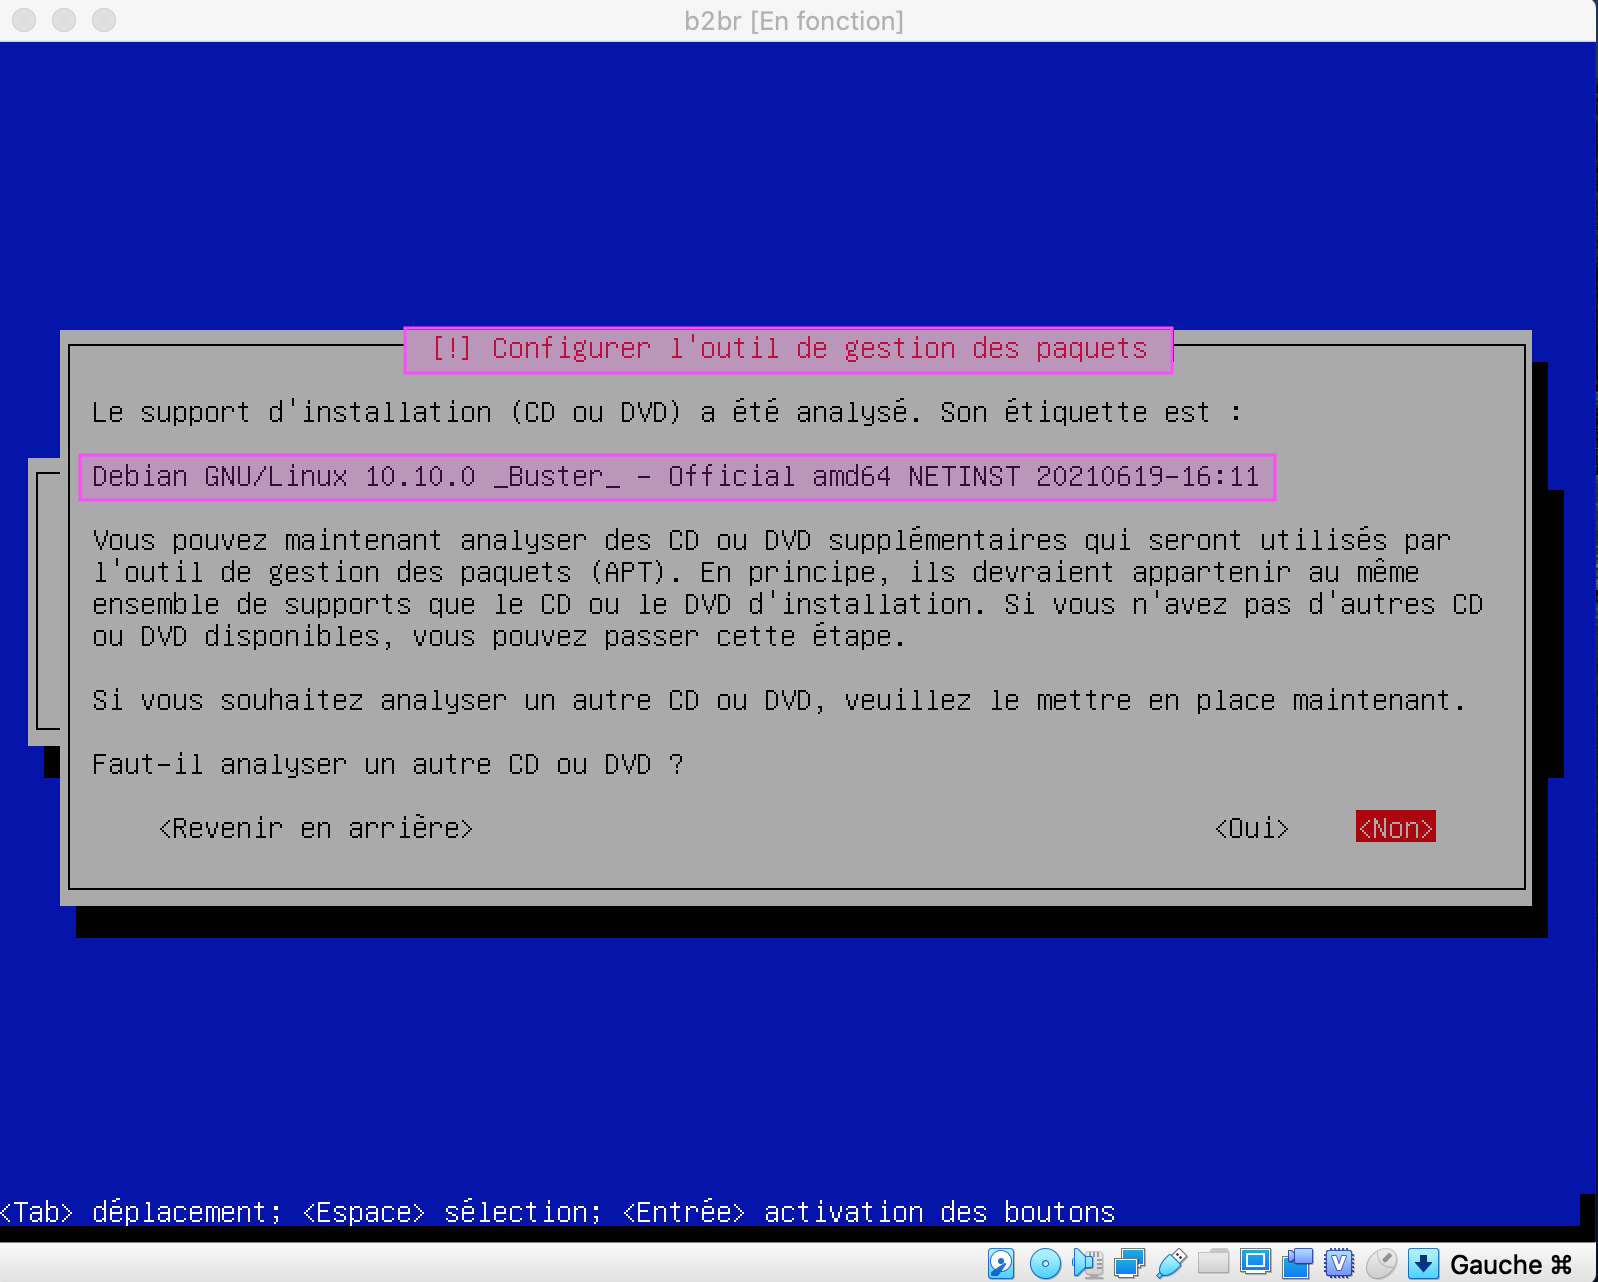 b2br [En fonction]
[!] Configurer l'outil de gestion des paquets
Le support d'installation (CD ou DVD) a été analysé. Son étiquette est :
Debian GNU/Linux 10.10.0 _Buster_ - Official amd64 NETINST 20210619-16:11
Vous pouvez maintenant analyser des CD ou DVD supplémentaires qui seront utilisés par
l'outil de gestion des paquets (APT). En principe, ils devraient appartenir au même
ensemble de supports que le CD ou le DVD d'installation. Si vous n'avez pas d'autres CD
ou DVD disponibles, vous pouvez passer cette étape.
Si vous souhaitez analyser un autre CD ou DVD, veuillez le mettre en place maintenant.
Faut-il analyser un autre CD ou DVD ?
<Revenir en arrière> <Oui> <Non>
<Tab> déplacement; <Espace> sélection; <Entrée> activation des boutons
V Gauche ⌘